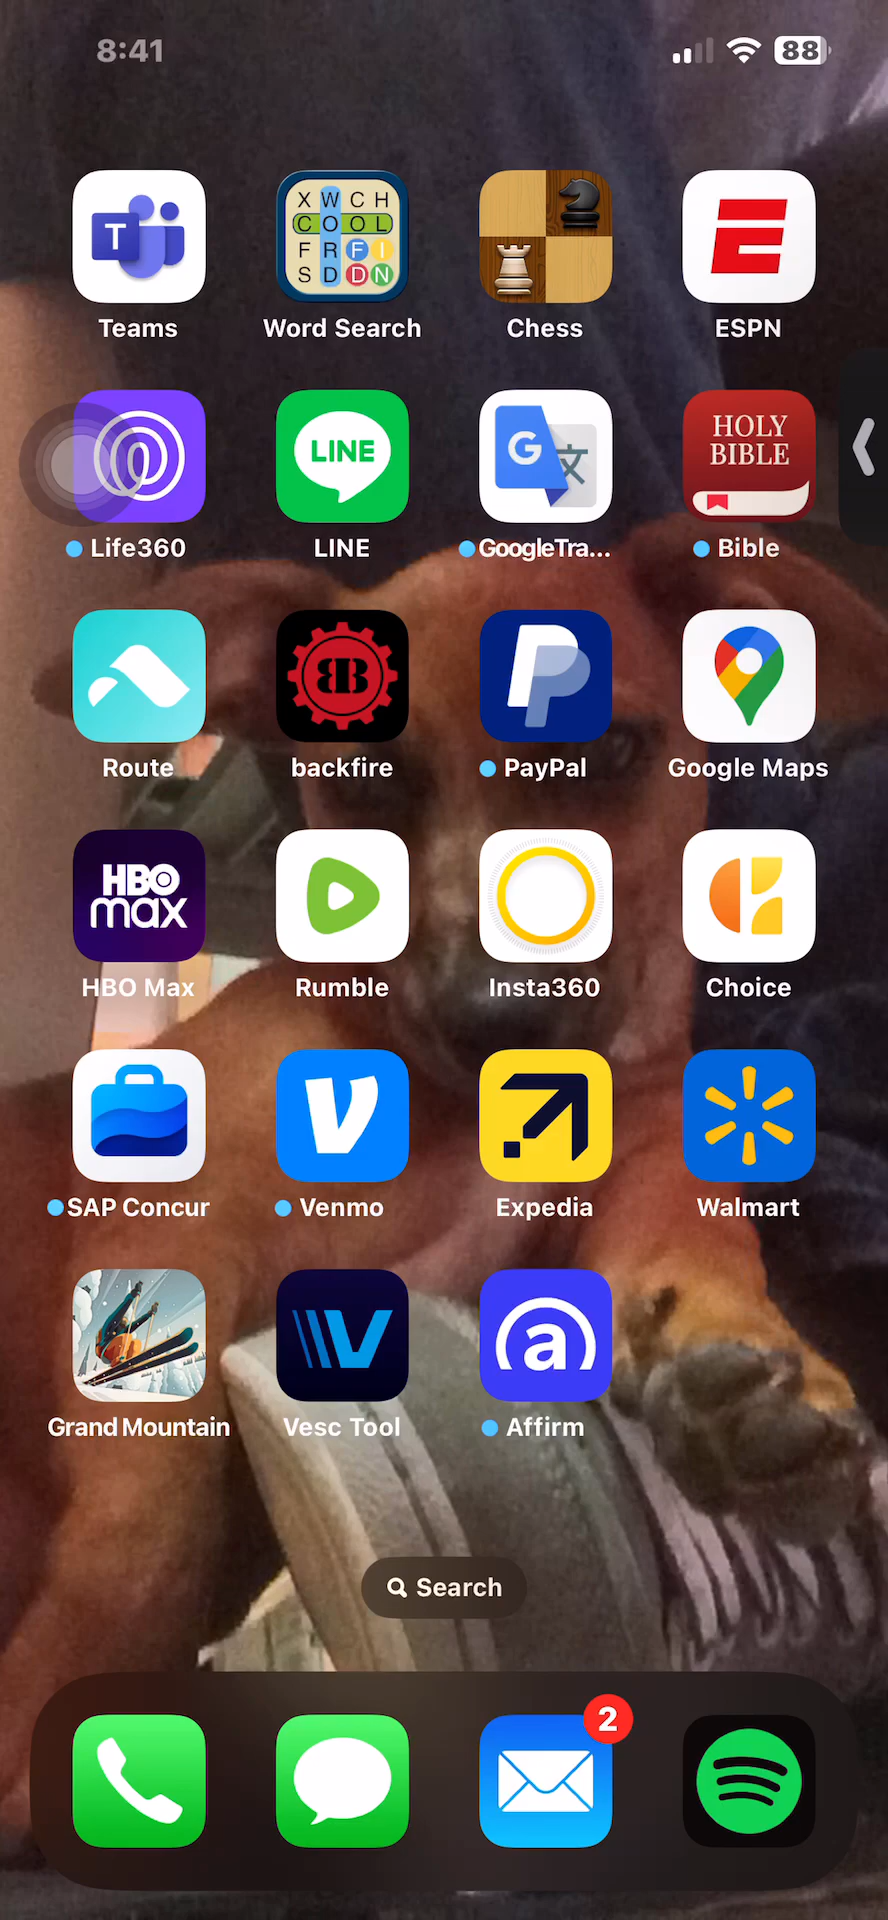 8:41
88
T
X W C H
C O O L
F R F I
S D D N
Teams
Word Search
Chess
ESPN
LINE
G 文
HOLY
BIBLE
Life360
LINE
GoogleTra...
Bible
BB
P
Route
backfire
PayPal
Google Maps
HBO
max
HBO Max
Rumble
Insta360
Choice
V
SAP Concur
Venmo
Expedia
Walmart
V
a
Grand Mountain
Vesc Tool
Affirm
Search
2